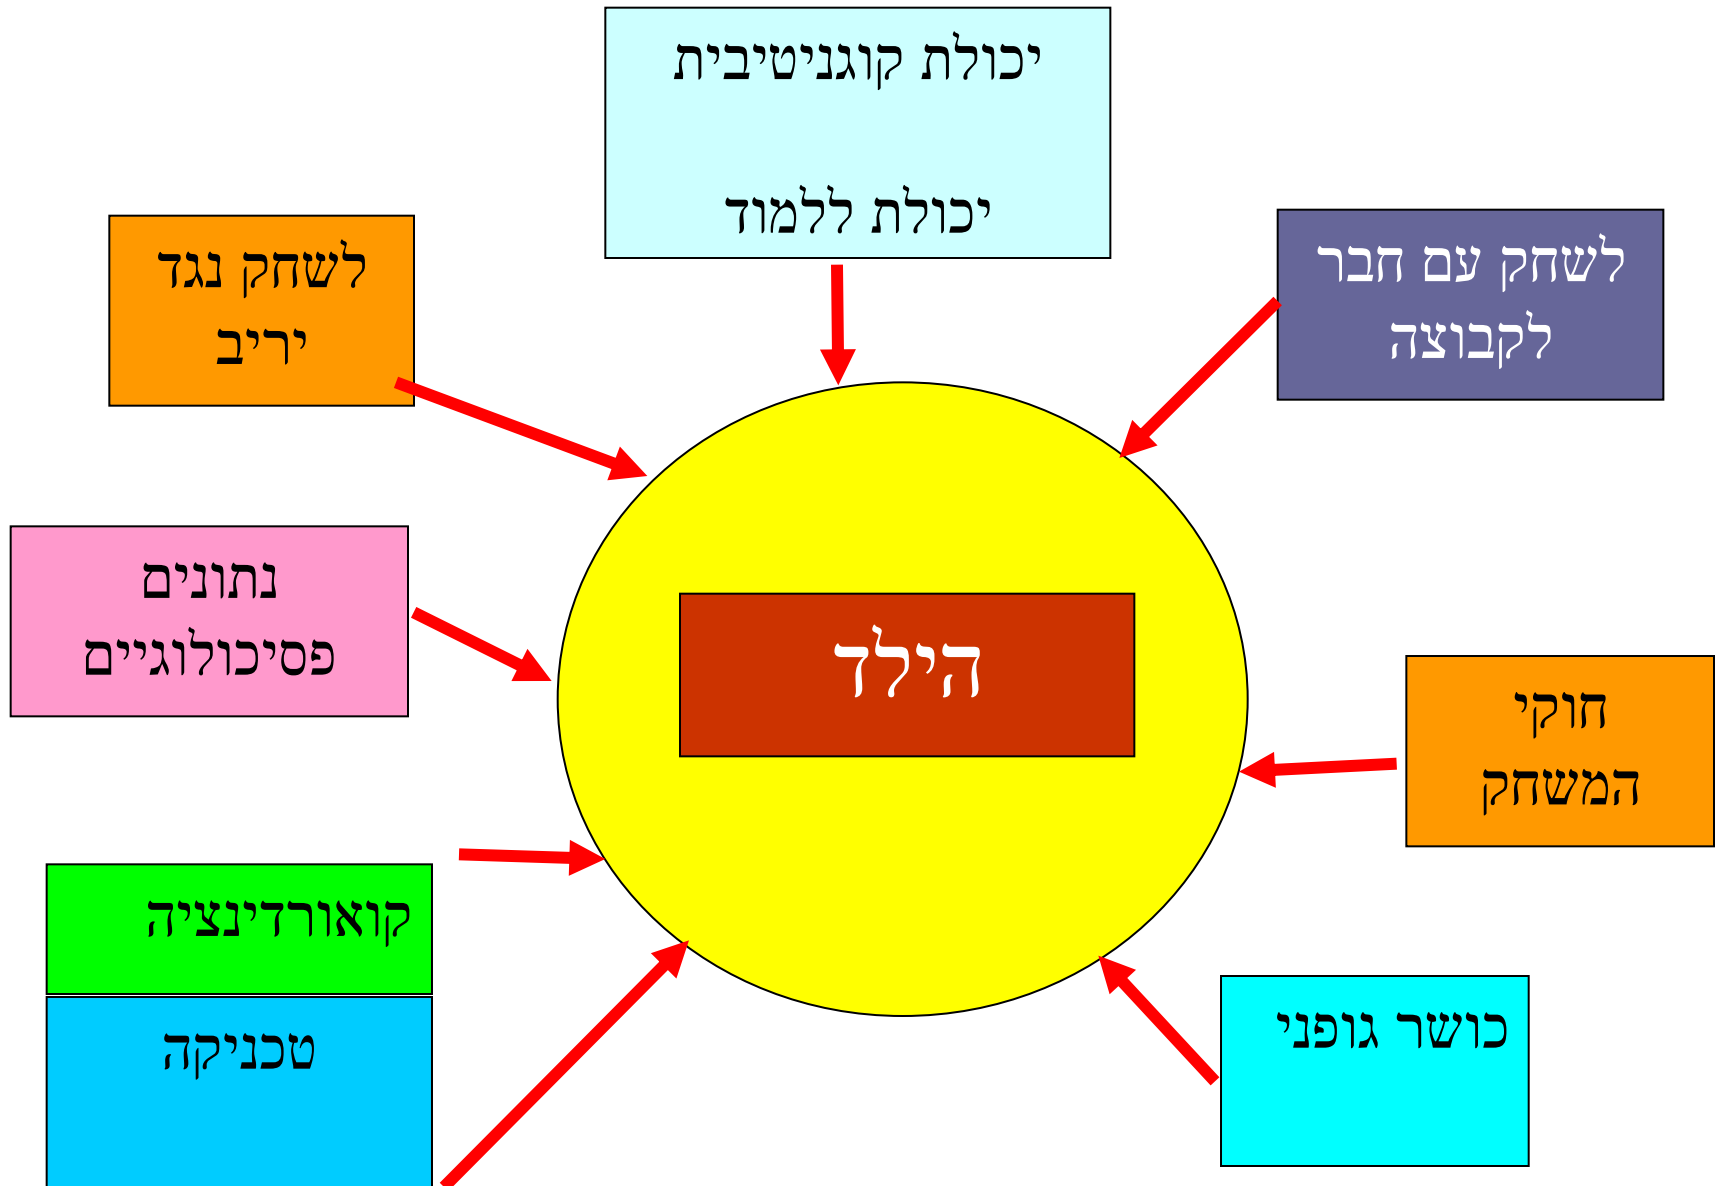 יכולת קוגניטיבית
יכולת ללמוד
לשחק עם חבר
לקבוצה
לשחק נגד
יריב
נתונים
פסיכולוגיים
הילד
חוקי
המשחק
קואורדינציה
טכניקה
כושר גופני